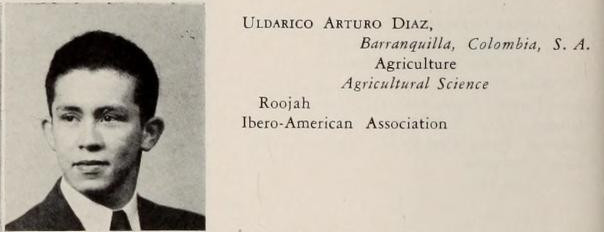 ULDARICO ARTURO DIAZ,
Barranquilla, Colombia, S. A.
Agriculture
Agricultural Science
Roojah
Ibero-American Association